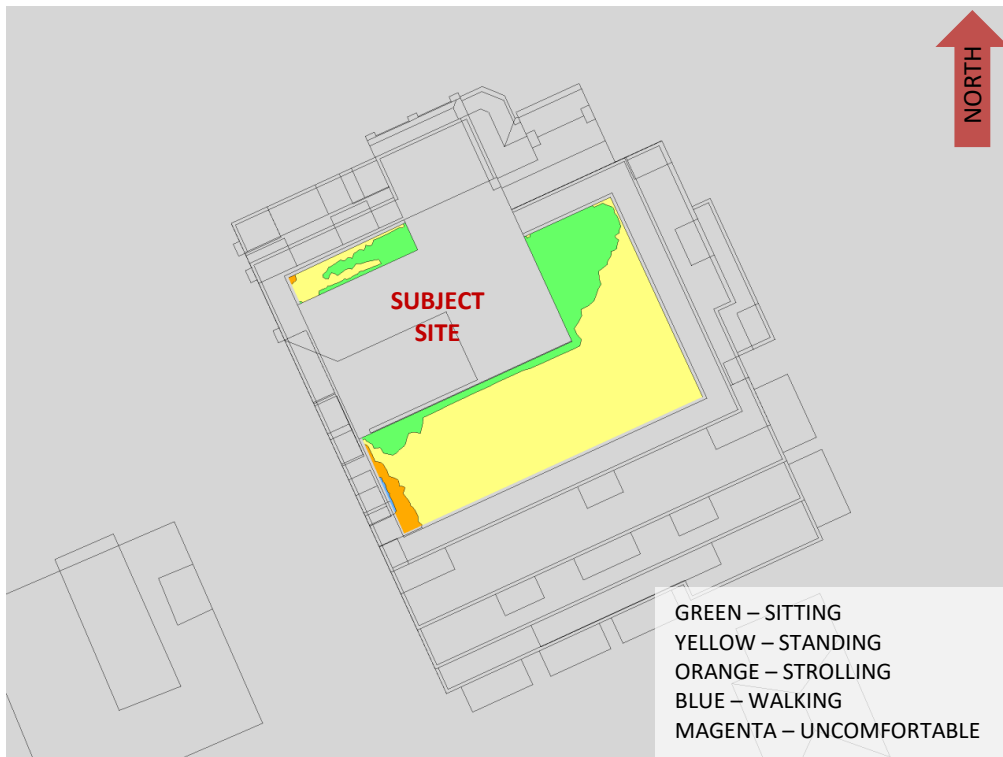 NORTH
SUBJECT
SITE
GREEN – SITTING
YELLOW – STANDING
ORANGE – STROLLING
BLUE – WALKING
MAGENTA – UNCOMFORTABLE